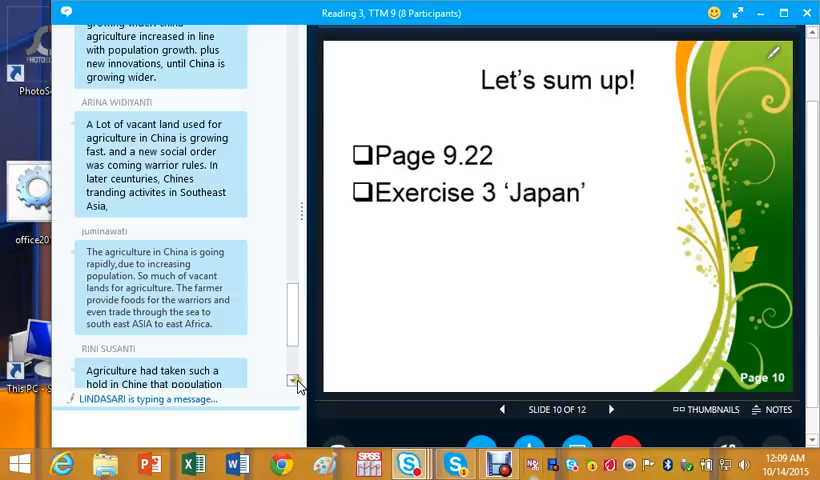 Reading 3, TTM 9 (8 Participants)
PhotoS
office20
This PC - S
growing wider. china
agriculture increased in line
with population growth. plus
new innovations, until China is
growing wider.
ARINA WIDIYANTI
A Lot of vacant land used for
agriculture in China is growing
fast. and a new social order
was coming warrior rules. In
later ceunturies, Chines
tranding activites in Southeast
Asia,
juminawati
The agriculture in China is going
rapidly,due to increasing
population. So much of vacant
lands for agriculture. The farmer
provide foods for the warriors and
even trade through the sea to
south east ASIA to east Africa.
RINI SUSANTI
Agriculture had taken such a
hold in China that population
LINDASARI is typing a message...
Let's sum up!
❑Page 9.22
❑Exercise 3 'Japan'
Page 10
SLIDE 10 OF 12
THUMBNAILS
NOTES
SPSS
12:09 AM
10/14/2015